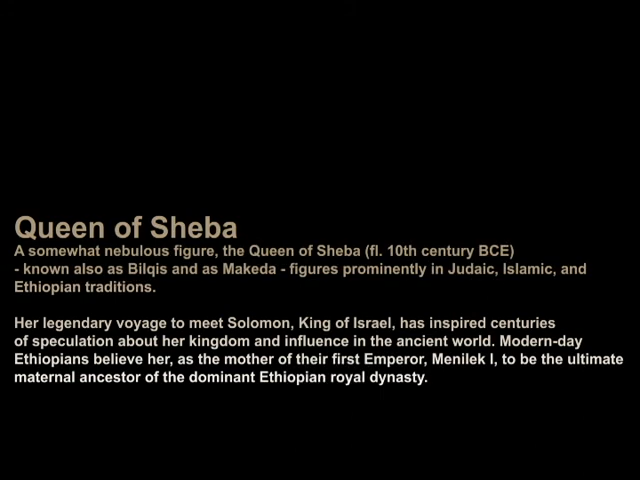 Queen of Sheba
A somewhat nebulous figure, the Queen of Sheba (fl. 10th century BCE)
- known also as Bilqis and as Makeda - figures prominently in Judaic, Islamic, and
Ethiopian traditions.
Her legendary voyage to meet Solomon, King of Israel, has inspired centuries
of speculation about her kingdom and influence in the ancient world. Modern-day
Ethiopians believe her, as the mother of their first Emperor, Menilek I, to be the ultimate
maternal ancestor of the dominant Ethiopian royal dynasty.